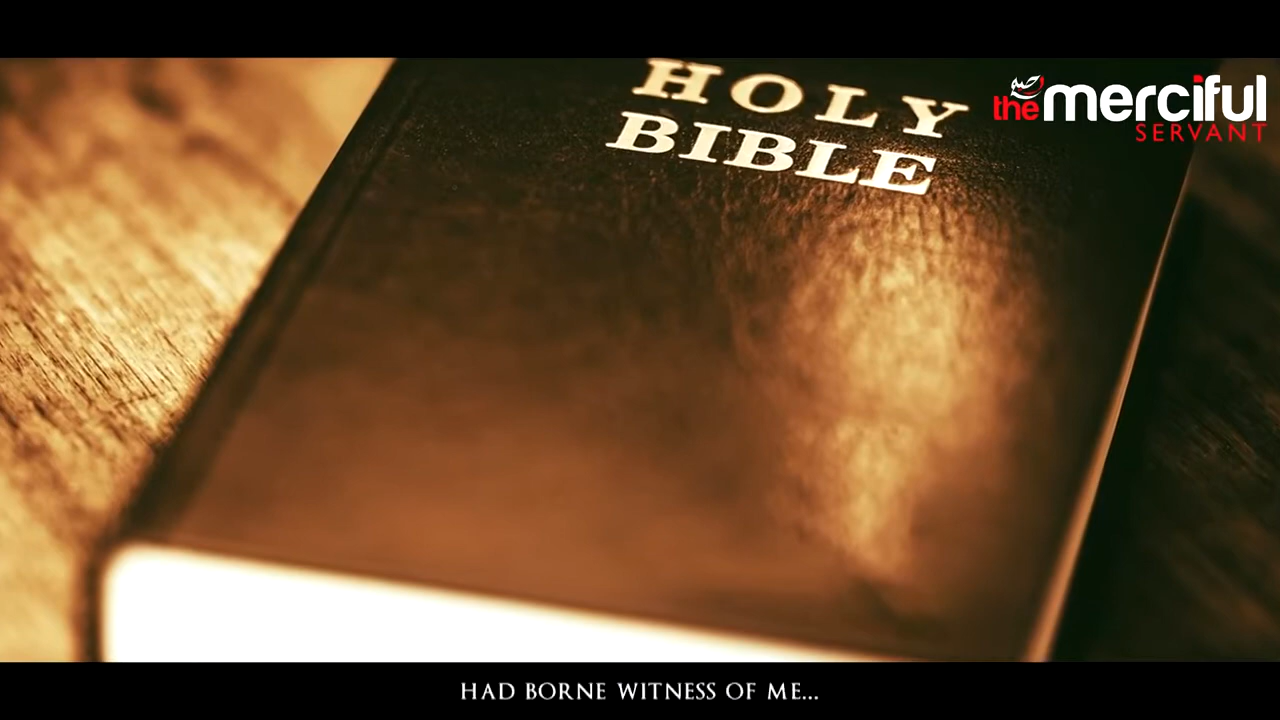 HOLY
BIBLE
the merciful
SERVANT
HAD BORNE WITNESS OF ME...